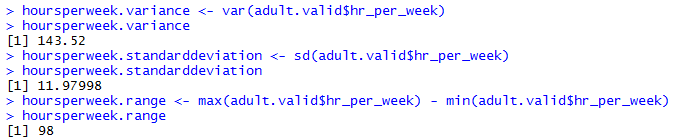 > hoursperweek.variance <- var(adult.valid$hr_per_week)
> hoursperweek.variance
[1] 143.52
> hoursperweek.standarddeviation <- sd(adult.valid$hr_per_week)
> hoursperweek.standarddeviation
[1] 11.97998
> hoursperweek.range <- max(adult.valid$hr_per_week) - min(adult.valid$hr_per_week)
> hoursperweek.range
[1] 98